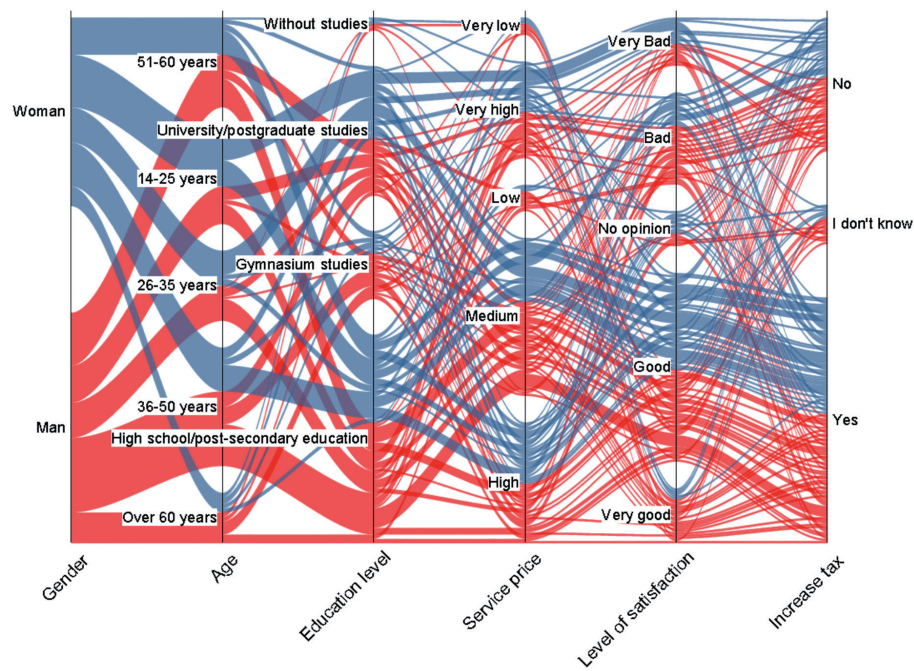 Woman
Man
51-60 years
14-25 years
26-35 years
36-50 years
Over 60 years
Without studies
University/postgraduate studies
Gymnasium studies
High school/post-secondary education
Very low
Very high
Low
Medium
High
Very Bad
Bad
No opinion
Good
Very good
No
I don't know
Yes
Gender
Age
Education level
Service price
Level of satisfaction
Increase tax